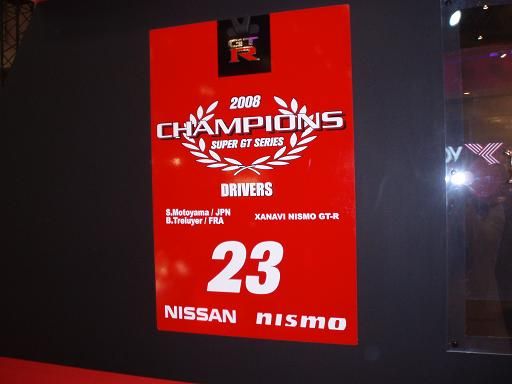 GT
R
2008
CHAMPIONS
SUPER GT SERIES
DRIVERS
S.Motoyama / JPN XANAVI NISMO GT-R
B.Treluyer / FRA
23
NISSAN nismo